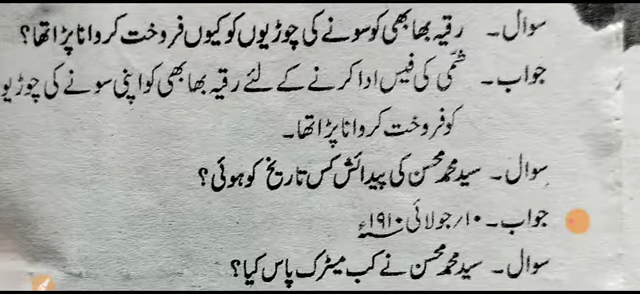 سوال۔ رقیہ بھابھی کو سونے کی چوڑیوں کو کیوں فروخت کروانا پڑا تھا؟
جواب۔ شمّی کی فیس ادا کرنے کے لئے رقیہ بھابھی کو اپنی سونے کی چوڑیو
کو فروخت کروانا پڑا تھا۔
سوال۔ سید محمد محسن کی پیدائش کس تاریخ کو ہوئی؟
جواب۔ ۱۰/جولائی ۱۹۱۰ء
سوال۔ سید محمد محسن نے کب میٹرک پاس کیا؟